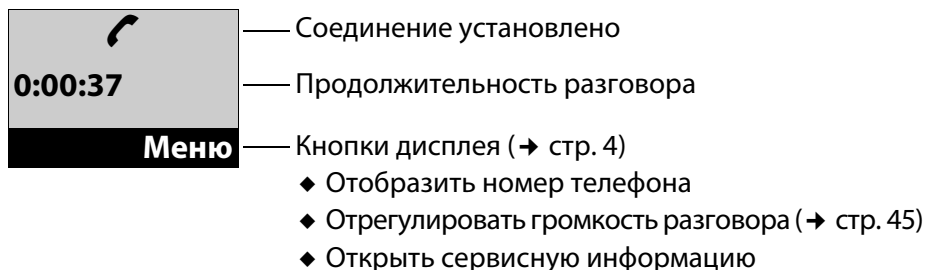 Соединение установлено
0:00:37 Продолжительность разговора
Меню Кнопки дисплея (➔ стр. 4)
◆ Отобразить номер телефона
◆ Отрегулировать громкость разговора (➔ стр. 45)
◆ Открыть сервисную информацию